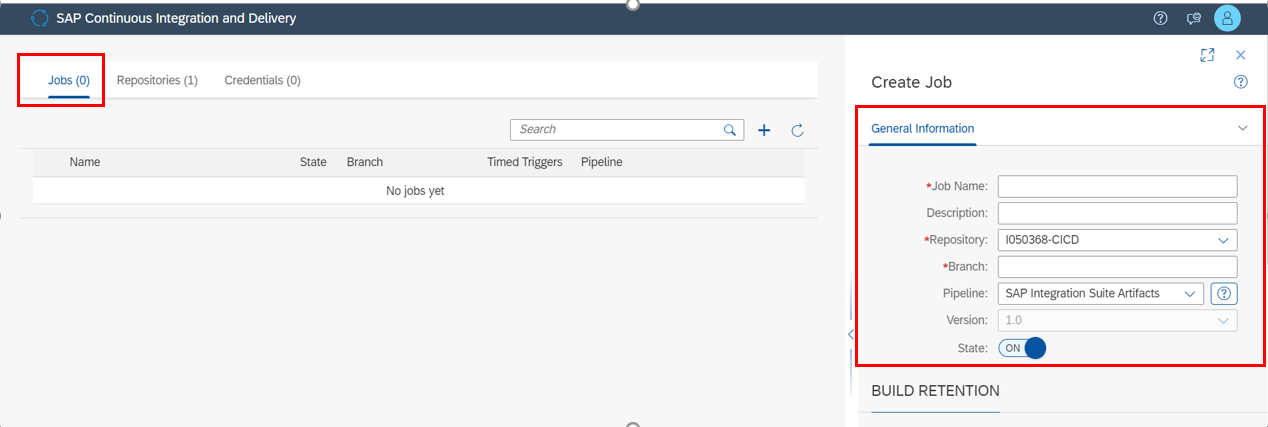 SAP Continuous Integration and Delivery
Jobs (0) Repositories (1) Credentials (0)
Search
Name State Branch Timed Triggers Pipeline
No jobs yet
Create Job
General Information
*Job Name:
Description:
*Repository: I050368-CICD
*Branch:
Pipeline: SAP Integration Suite Artifacts
Version: 1.0
State: ON
BUILD RETENTION